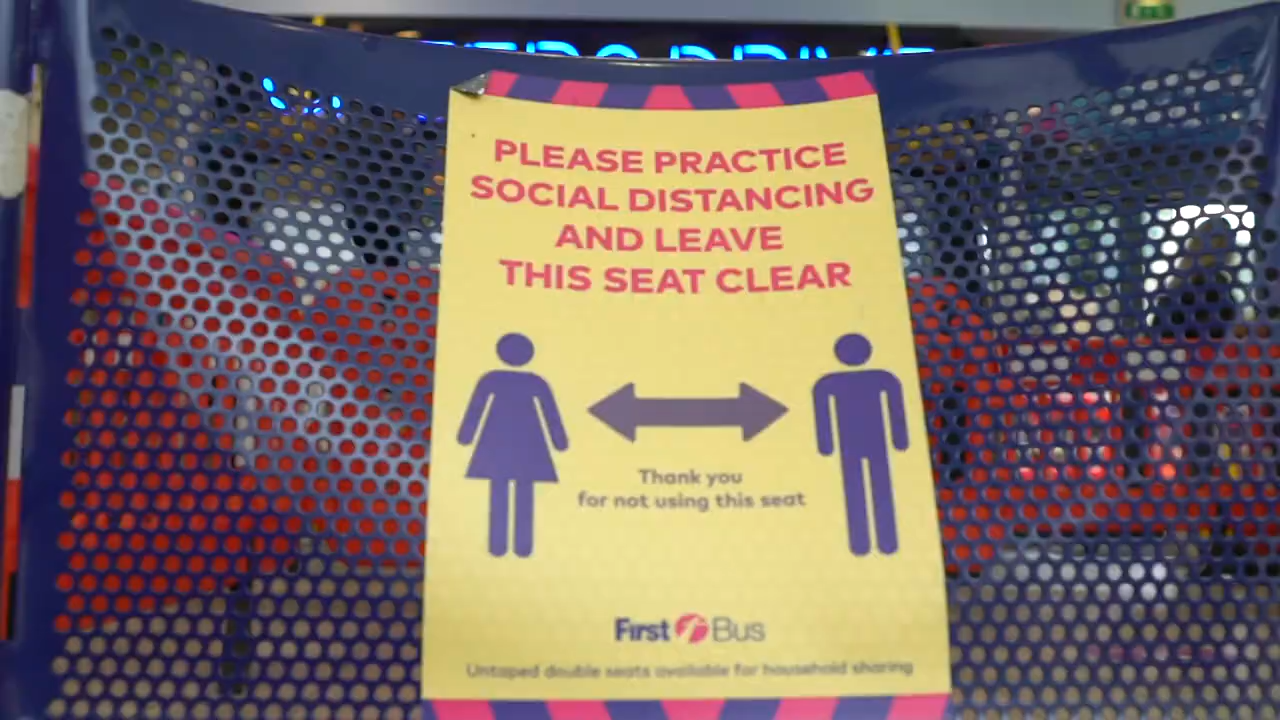 PLEASE PRACTICE
SOCIAL DISTANCING
AND LEAVE
THIS SEAT CLEAR
Thank you
for not using this seat
First Bus
Untaped double seats available for household sharing